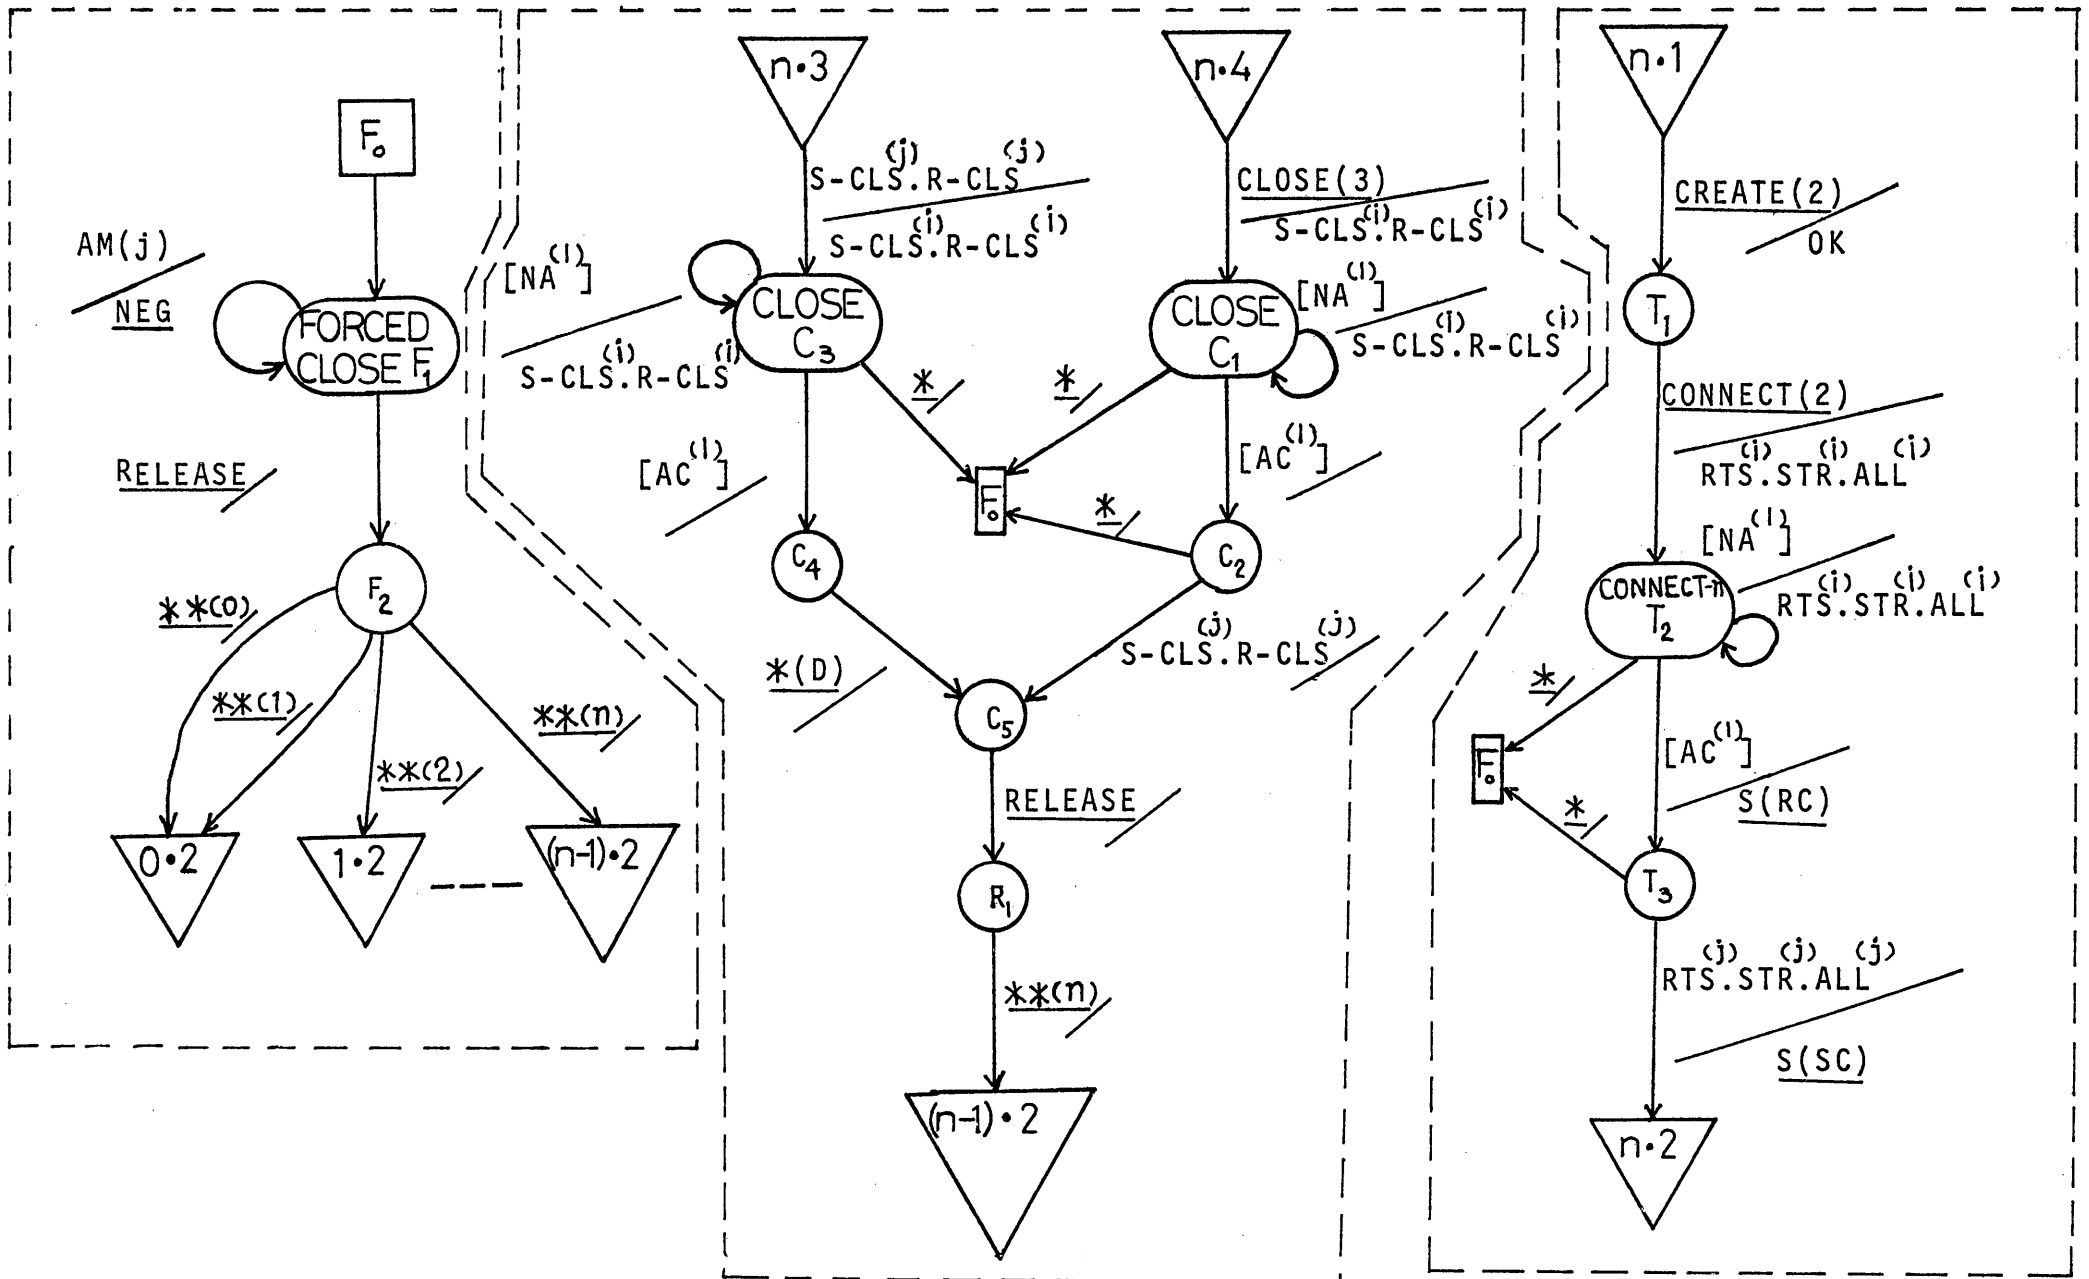 F₀
AM(j)
NEG
FORCED
CLOSE F₁
RELEASE
F₂
**(0)
**(1)
**(2)
**(n)
0·2
1·2
(n-1)·2
n·3
S-CLS(j).R-CLS(j)
S-CLS(i).R-CLS(i)
[NA(1)]
S-CLS(i).R-CLS(i)
CLOSE
C₃
*
[AC(1)]
C₄
*(D)
n·4
CLOSE(3)
S-CLS(i).R-CLS(i)
CLOSE
C₁
[NA(1)]
S-CLS(i).R-CLS(i)
*
[AC(1)]
F₀
*
C₂
S-CLS(j).R-CLS(j)
C₅
RELEASE
R₁
**(n)
(n-1)·2
n·1
CREATE(2)
OK
T₁
CONNECT(2)
RTS(i).STR(i).ALL(i)
[NA(1)]
RTS(i).STR(i).ALL(i)
CONNECT-n
T₂
*
[AC(1)]
S(RC)
F₀
*
T₃
RTS(j).STR(j).ALL(j)
S(SC)
n·2